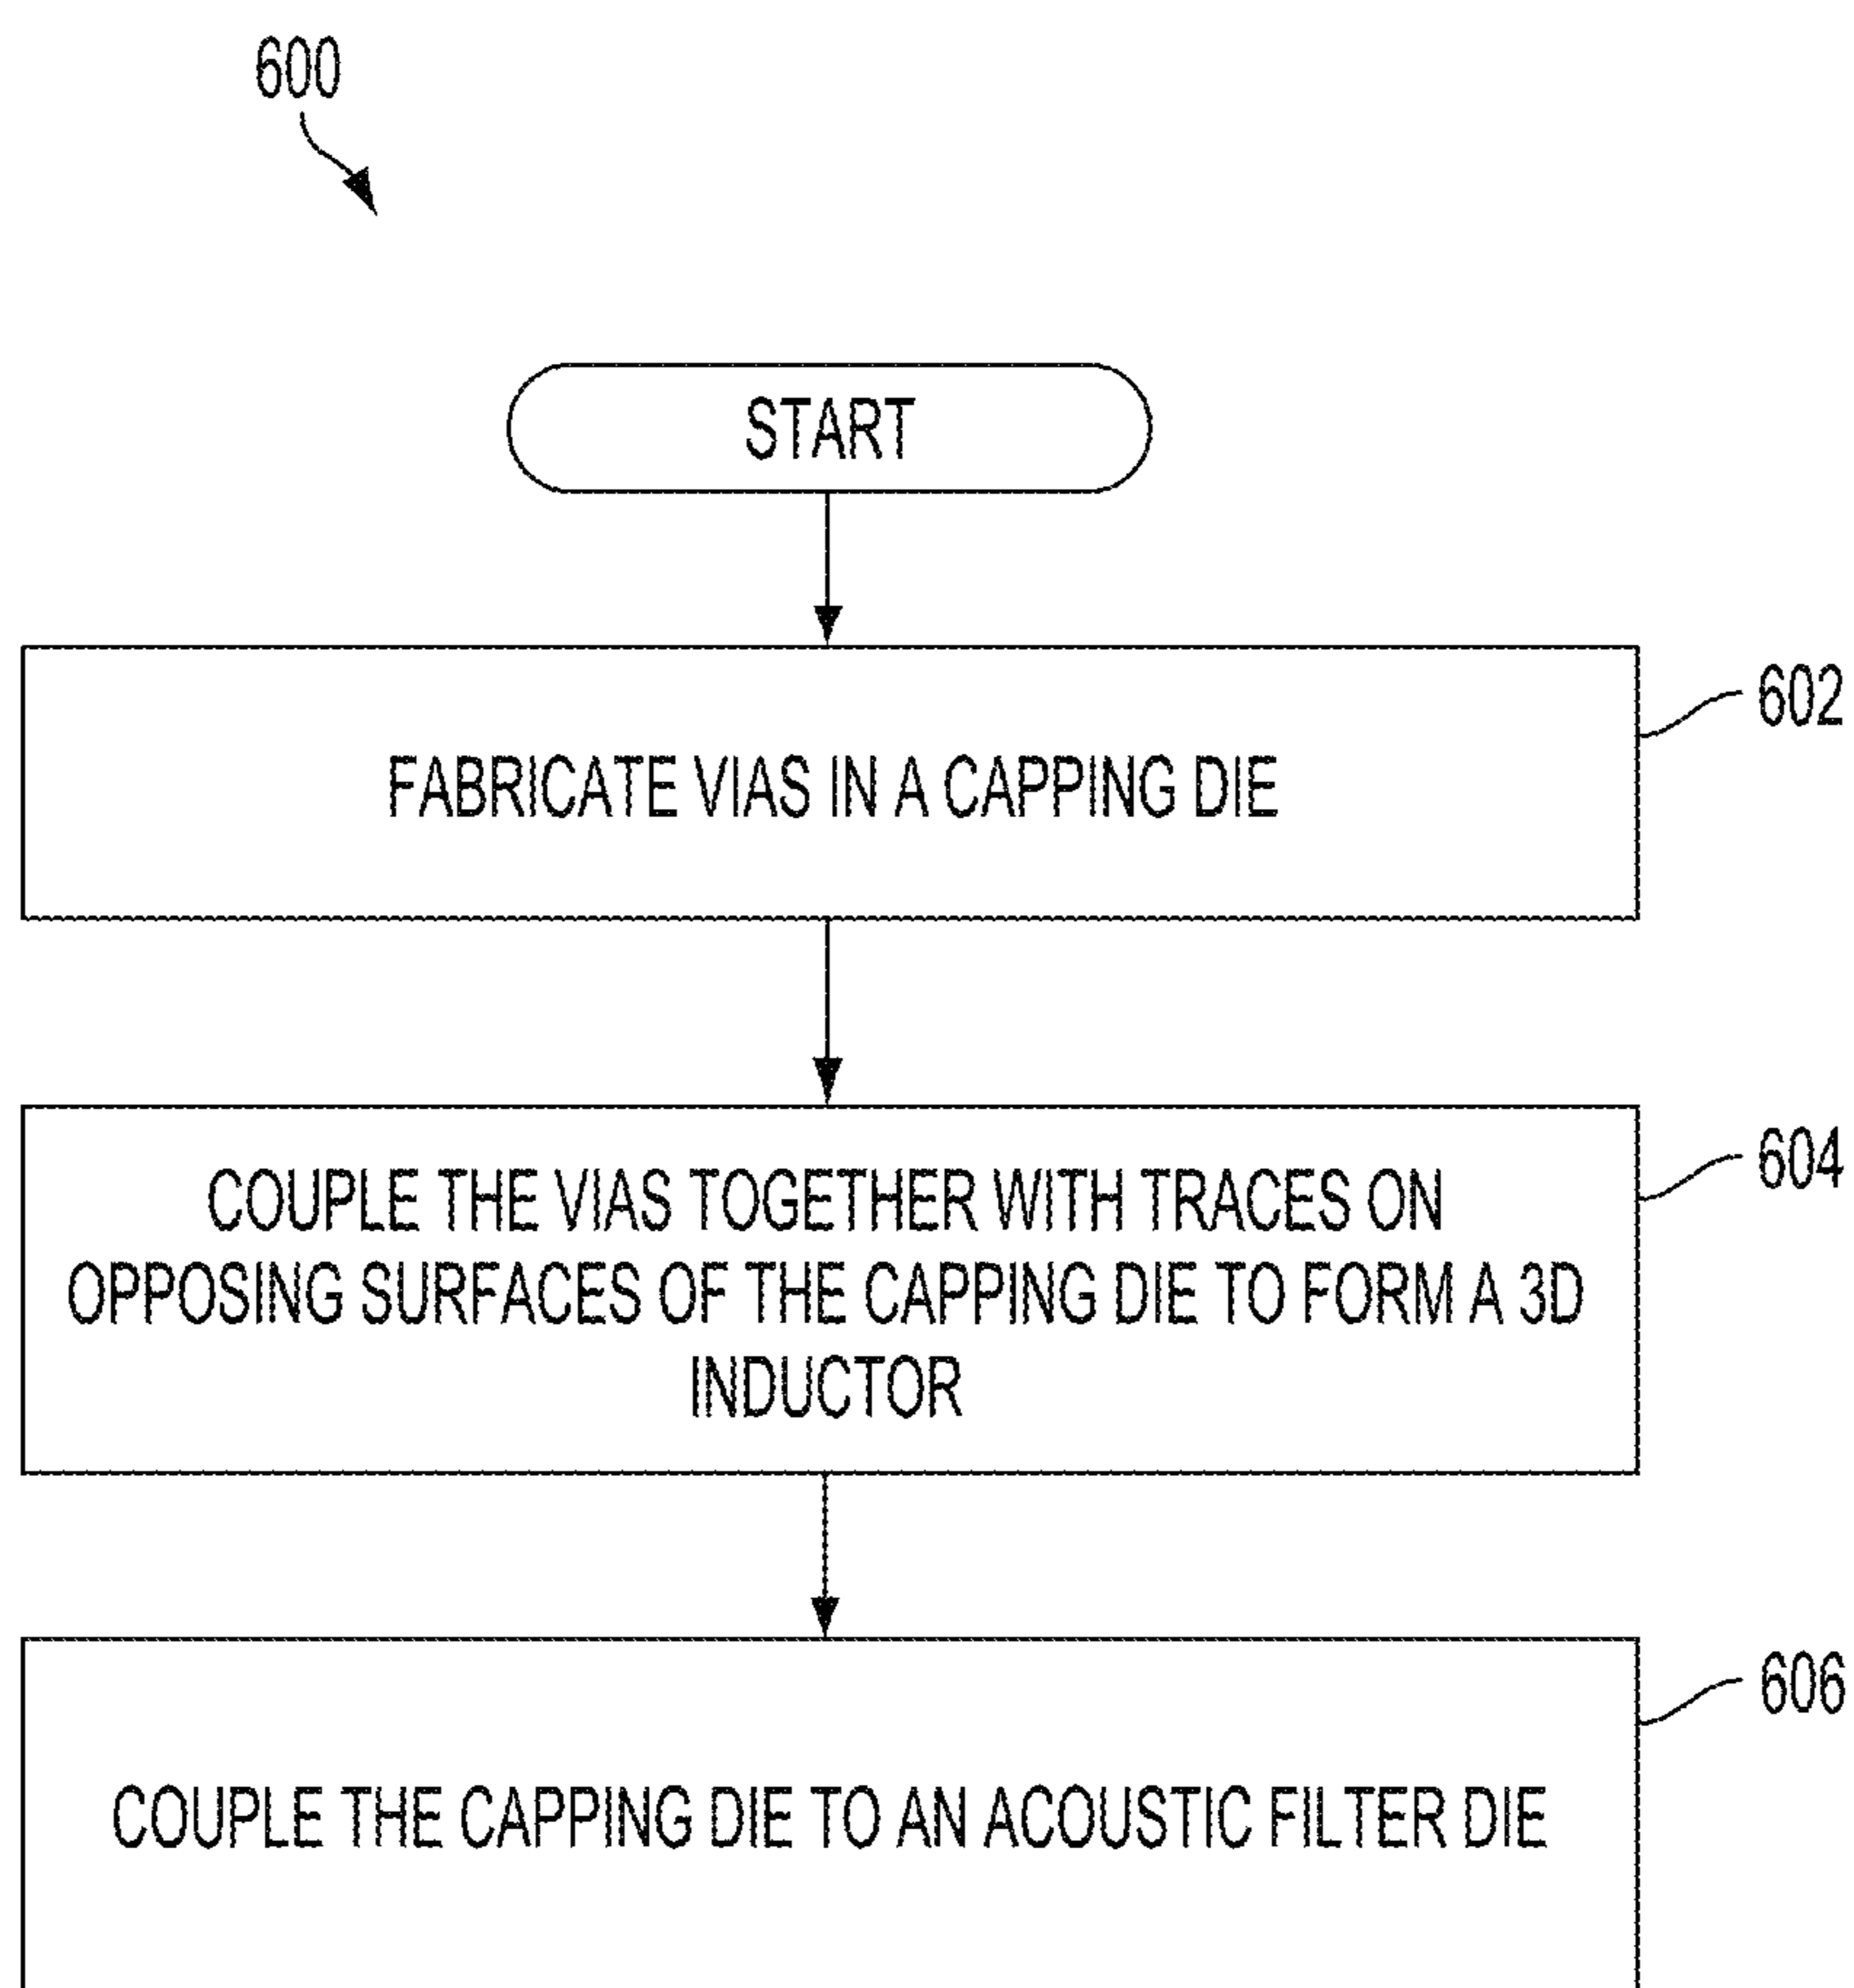 600
START
602
FABRICATE VIAS IN A CAPPING DIE
604
COUPLE THE VIAS TOGETHER WITH TRACES ON
OPPOSING SURFACES OF THE CAPPING DIE TO FORM A 3D
INDUCTOR
606
COUPLE THE CAPPING DIE TO AN ACOUSTIC FILTER DIE